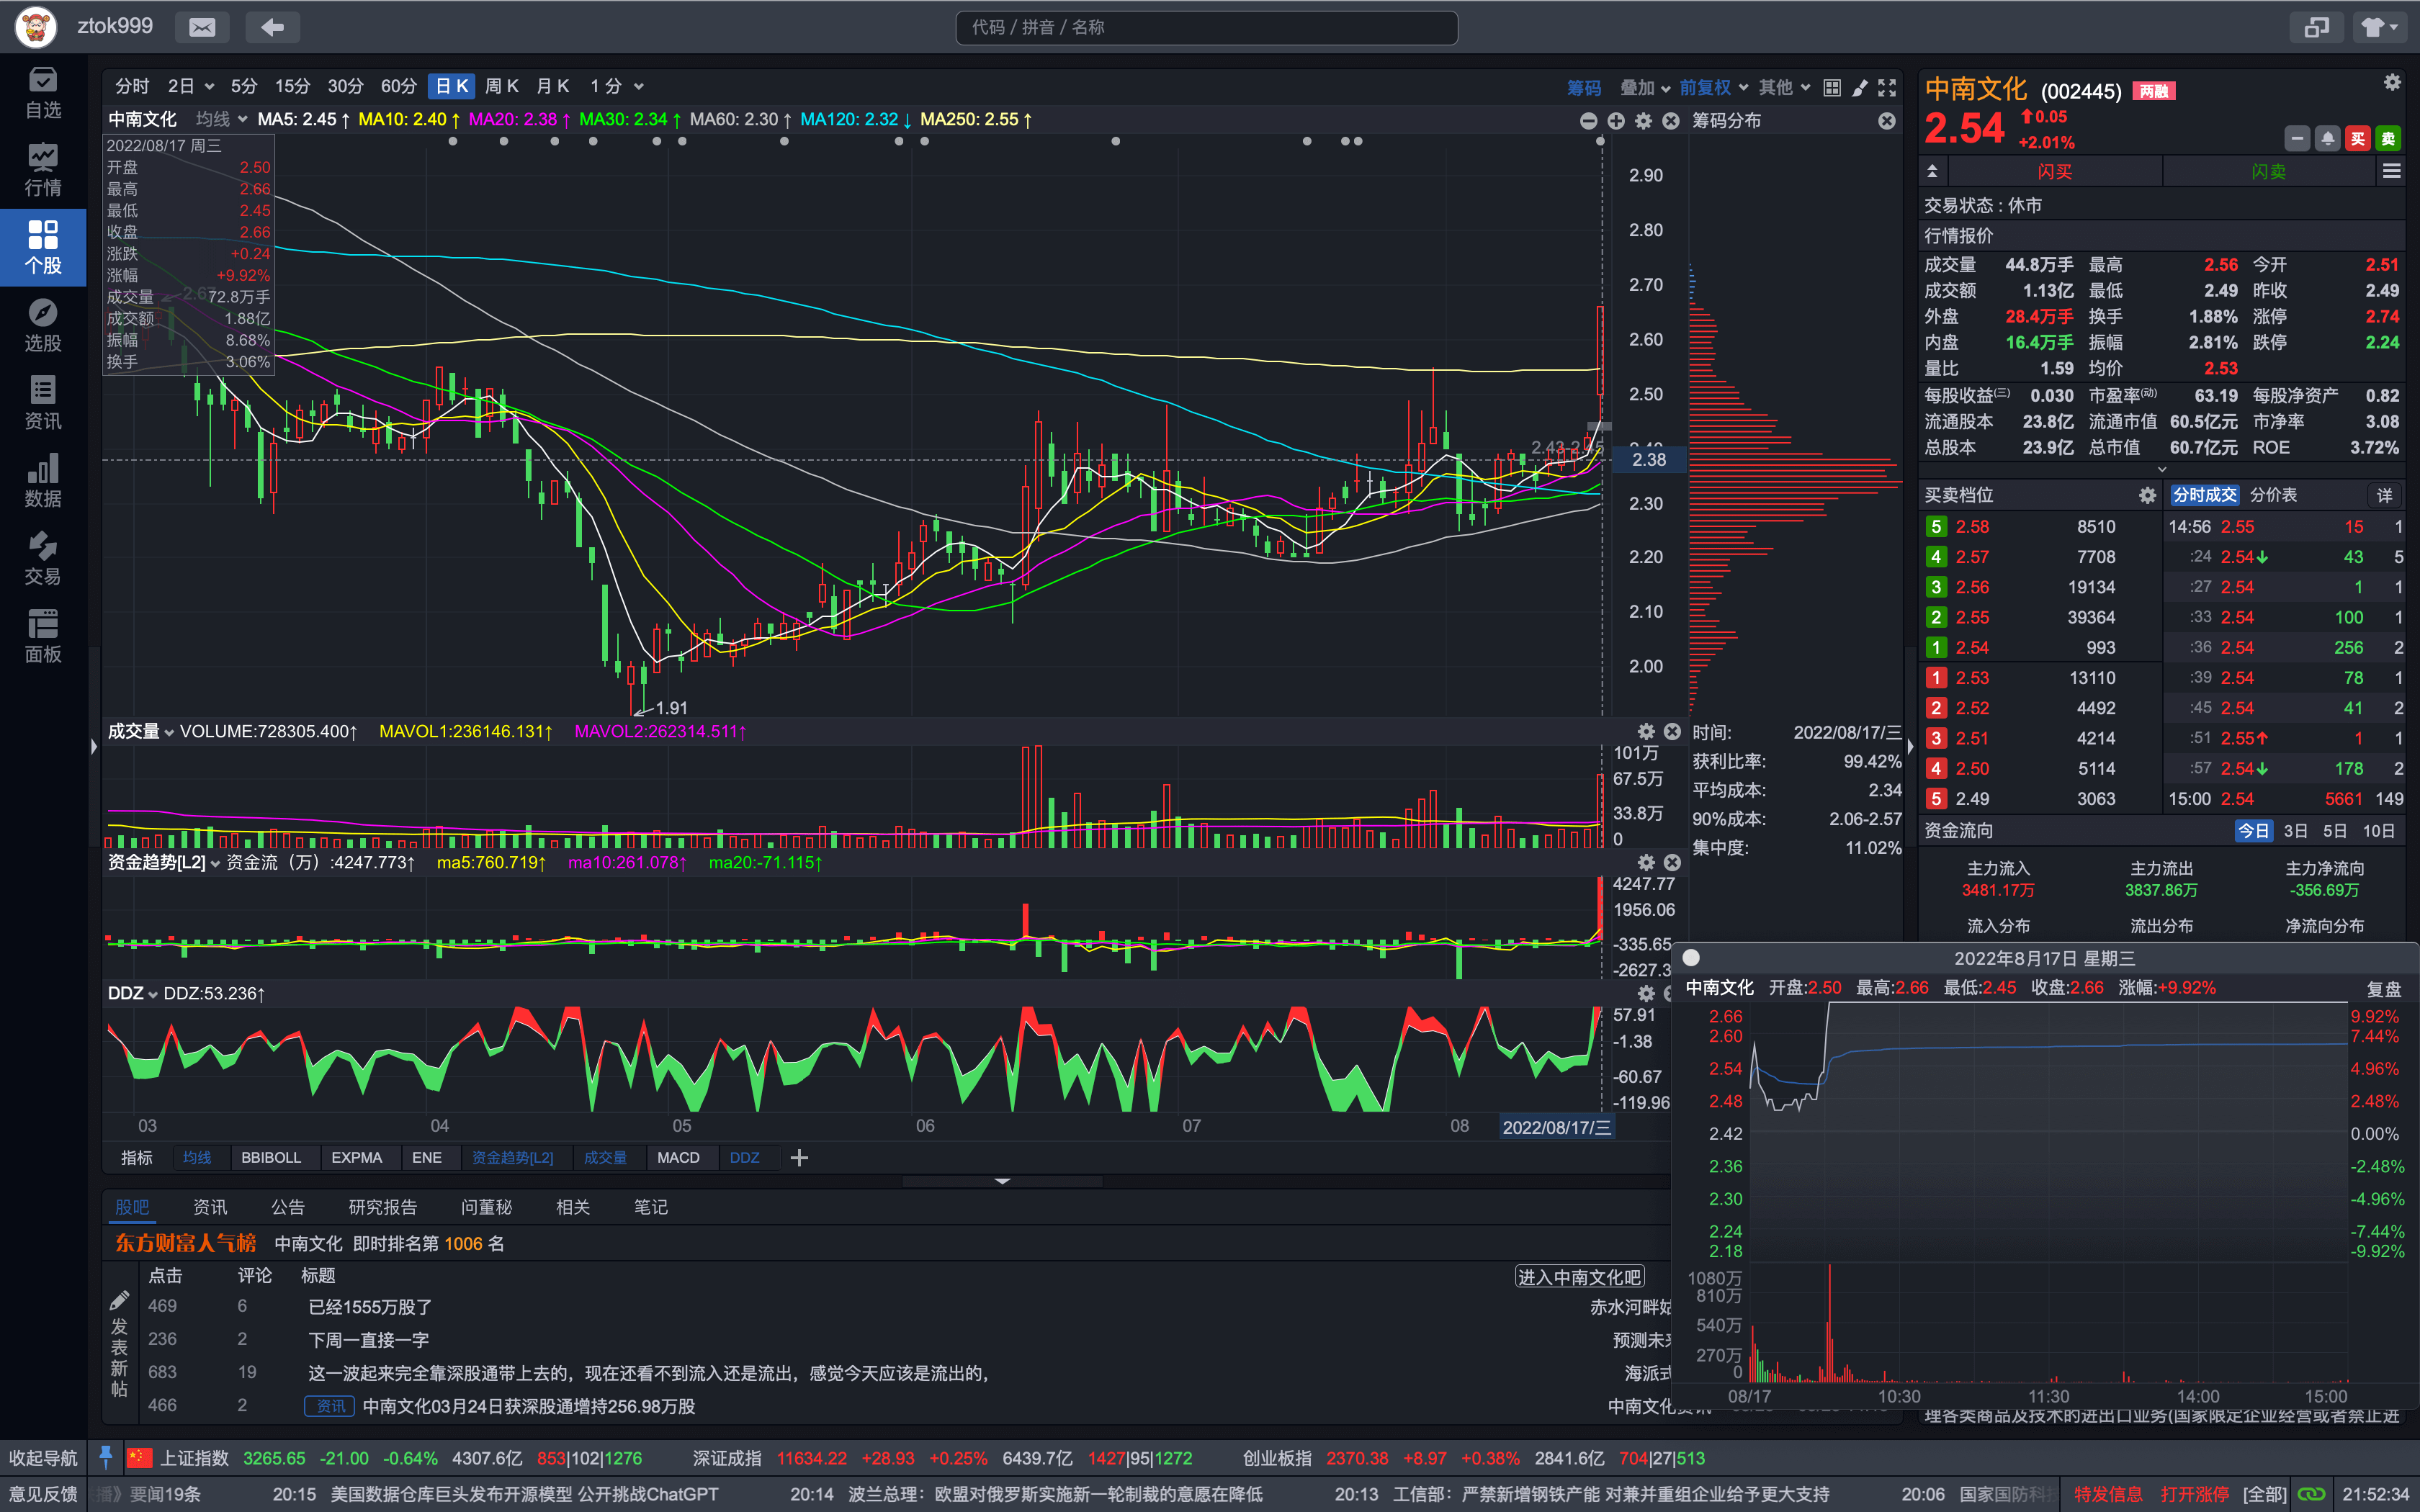 ztok999
代码 / 拼音 / 名称
自选
行情
个股
选股
资讯
数据
交易
面板
分时 2日 5分 15分 30分 60分 日K 周K 月K 1分 筹码 叠加 前复权 其他
中南文化 均线 MA5: 2.45↑ MA10: 2.40↑ MA20: 2.38↑ MA30: 2.34↑ MA60: 2.30↑ MA120: 2.32↓ MA250: 2.55↑
筹码分布
2022/08/17 周三
开盘 2.50
最高 2.66
最低 2.45
收盘 2.66
涨跌 +0.24
涨幅 +9.92%
成交量 72.8万手
成交额 1.88亿
振幅 8.68%
换手 3.06%
2.90
2.80
2.70
2.60
2.50
2.43-2.45
2.38
2.30
2.20
2.10
2.00
1.91
成交量 VOLUME:728305.400↑ MAVOL1:236146.131↑ MAVOL2:262314.511↑
101万
67.5万
33.8万
0
时间: 2022/08/17/三
获利比率: 99.42%
平均成本: 2.34
90%成本: 2.06-2.57
集中度: 11.02%
资金趋势[L2] 资金流（万）:4247.773↑ ma5:760.719↑ ma10:261.078↑ ma20:-71.115↑
4247.77
1956.06
-335.65
-2627.3
DDZ DDZ:53.236↑
57.91
-1.38
-60.67
-119.96
03 04 05 06 07 08 2022/08/17/三
指标 均线 BBIBOLL EXPMA ENE 资金趋势[L2] 成交量 MACD DDZ
股吧 资讯 公告 研究报告 问董秘 相关 笔记
东方财富人气榜 中南文化 即时排名第 1006 名
点击 评论 标题 进入中南文化吧
发表新帖
469 6 已经1555万股了 赤水河畔
236 2 下周一直接一字 预测未
683 19 这一波起来完全靠深股通带上去的，现在还看不到流入还是流出，感觉今天应该是流出的， 海派
466 2 资讯 中南文化03月24日获深股通增持256.98万股 中南文化资讯
中南文化 (002445) 两融
2.54 0.05
+2.01%
买 卖
闪买 闪卖
交易状态 : 休市
行情报价
成交量 44.8万手 最高 2.56 今开 2.51
成交额 1.13亿 最低 2.49 昨收 2.49
外盘 28.4万手 换手 1.88% 涨停 2.74
内盘 16.4万手 振幅 2.81% 跌停 2.24
量比 1.59 均价 2.53
每股收益(三) 0.030 市盈率(动) 63.19 每股净资产 0.82
流通股本 23.8亿 流通市值 60.5亿元 市净率 3.08
总股本 23.9亿 总市值 60.7亿元 ROE 3.72%
买卖档位 分时成交 分价表 详
5 2.58 8510 14:56 2.55 15 1
4 2.57 7708 :24 2.54↓ 43 5
3 2.56 19134 :27 2.54 1 1
2 2.55 39364 :33 2.54 100 1
1 2.54 993 :36 2.54 256 2
1 2.53 13110 :39 2.54 78 1
2 2.52 4492 :45 2.54 41 2
3 2.51 4214 :51 2.55↑ 1 1
4 2.50 5114 :57 2.54↓ 178 2
5 2.49 3063 15:00 2.54 5661 149
资金流向 今日 3日 5日 10日
主力流入 主力流出 主力净流向
3481.17万 3837.86万 -356.69万
流入分布 流出分布 净流向分布
2022年8月17日 星期三
中南文化 开盘:2.50 最高:2.66 最低:2.45 收盘:2.66 涨幅:+9.92% 复盘
2.66 9.92%
2.60 7.44%
2.54 4.96%
2.48 2.48%
2.42 0.00%
2.36 -2.48%
2.30 -4.96%
2.24 -7.44%
2.18 -9.92%
1080万
810万
540万
270万
0
08/17 10:30 11:30 14:00 15:00
理各类商品及技术的进出口业务(国家限定企业经营或者禁止进
收起导航 上证指数 3265.65 -21.00 -0.64% 4307.6亿 853|102|1276 深证成指 11634.22 +28.93 +0.25% 6439.7亿 1427|95|1272 创业板指 2370.38 +8.97 +0.38% 2841.6亿 704|27|513
意见反馈 播》要闻19条 20:15 美国数据仓库巨头发布开源模型 公开挑战ChatGPT 20:14 波兰总理：欧盟对俄罗斯实施新一轮制裁的意愿在降低 20:13 工信部：严禁新增钢铁产能 对兼并重组企业给予更大支持 20:06 国家国防科 特发信息 打开涨停 [全部] 21:52:34